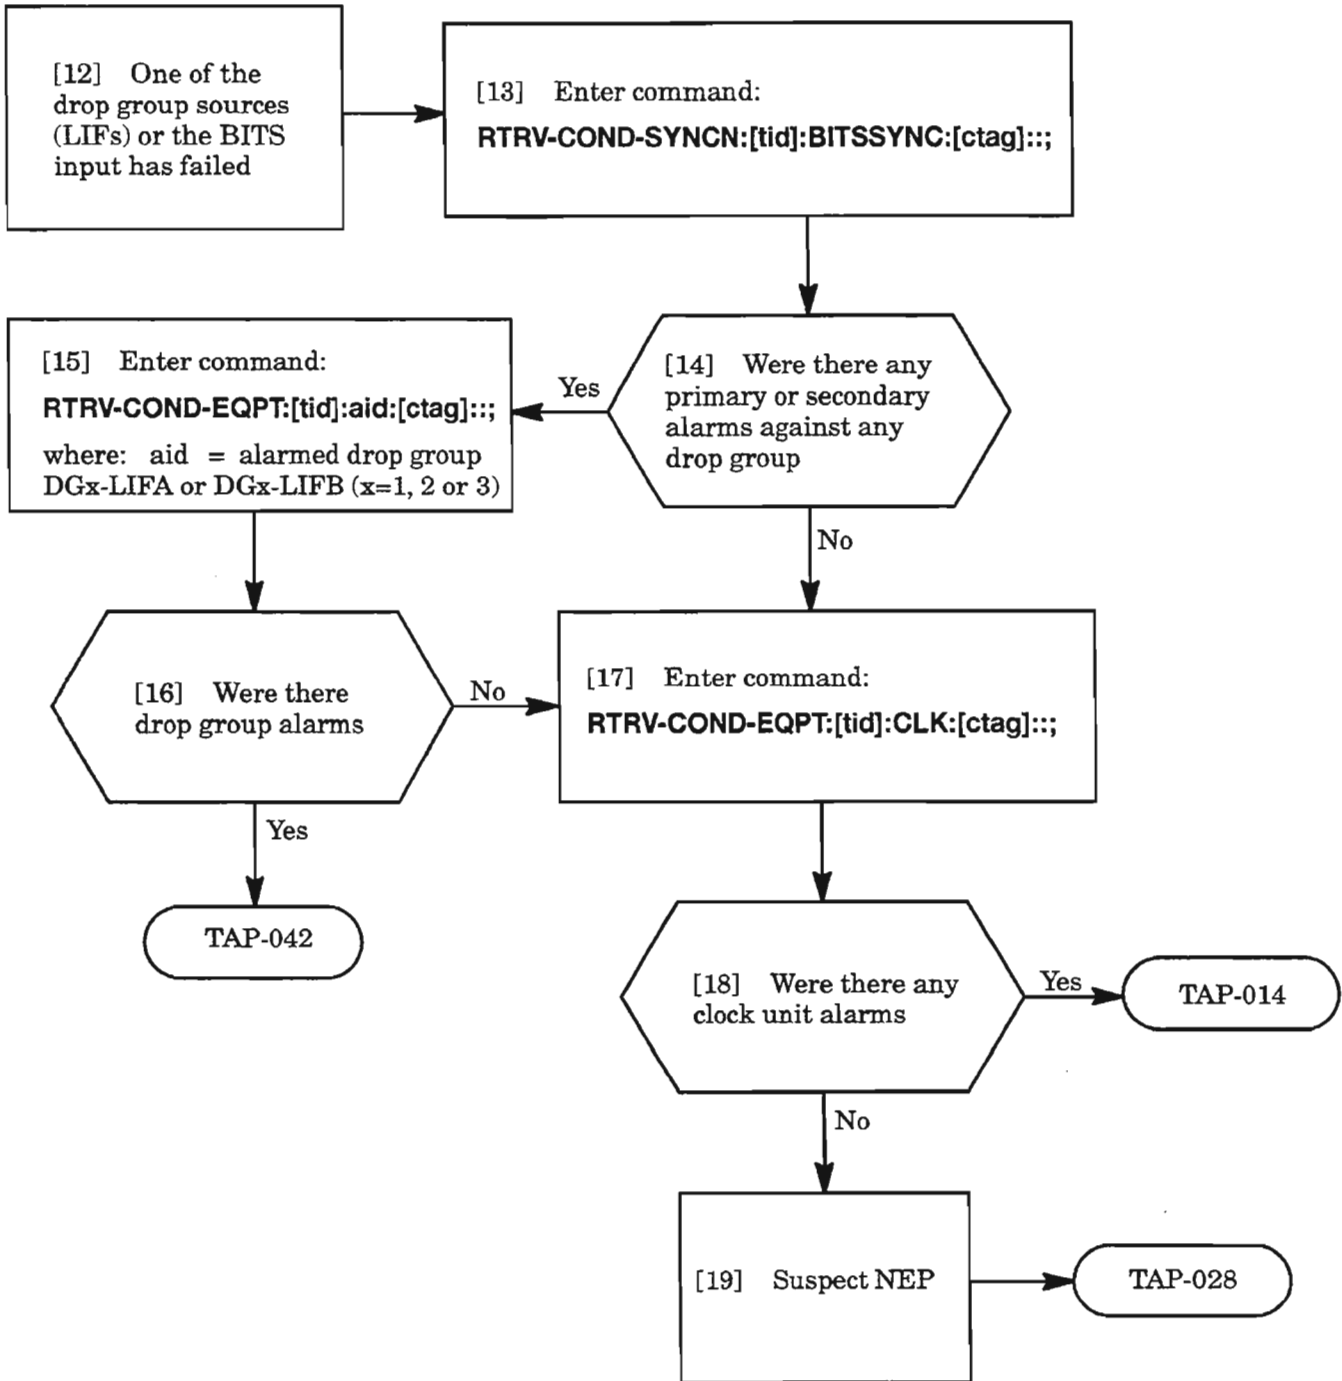 [12] One of the
drop group sources
(LIFs) or the BITS
input has failed
[13] Enter command:
RTRV-COND-SYNCN:[tid]:BITSSYNC:[ctag]::;
[14] Were there any
primary or secondary
alarms against any
drop group
Yes
No
[15] Enter command:
RTRV-COND-EQPT:[tid]:aid:[ctag]::;
where: aid = alarmed drop group
DGx-LIFA or DGx-LIFB (x=1, 2 or 3)
[16] Were there
drop group alarms
No
Yes
TAP-042
[17] Enter command:
RTRV-COND-EQPT:[tid]:CLK:[ctag]::;
[18] Were there any
clock unit alarms
Yes
TAP-014
No
[19] Suspect NEP
TAP-028